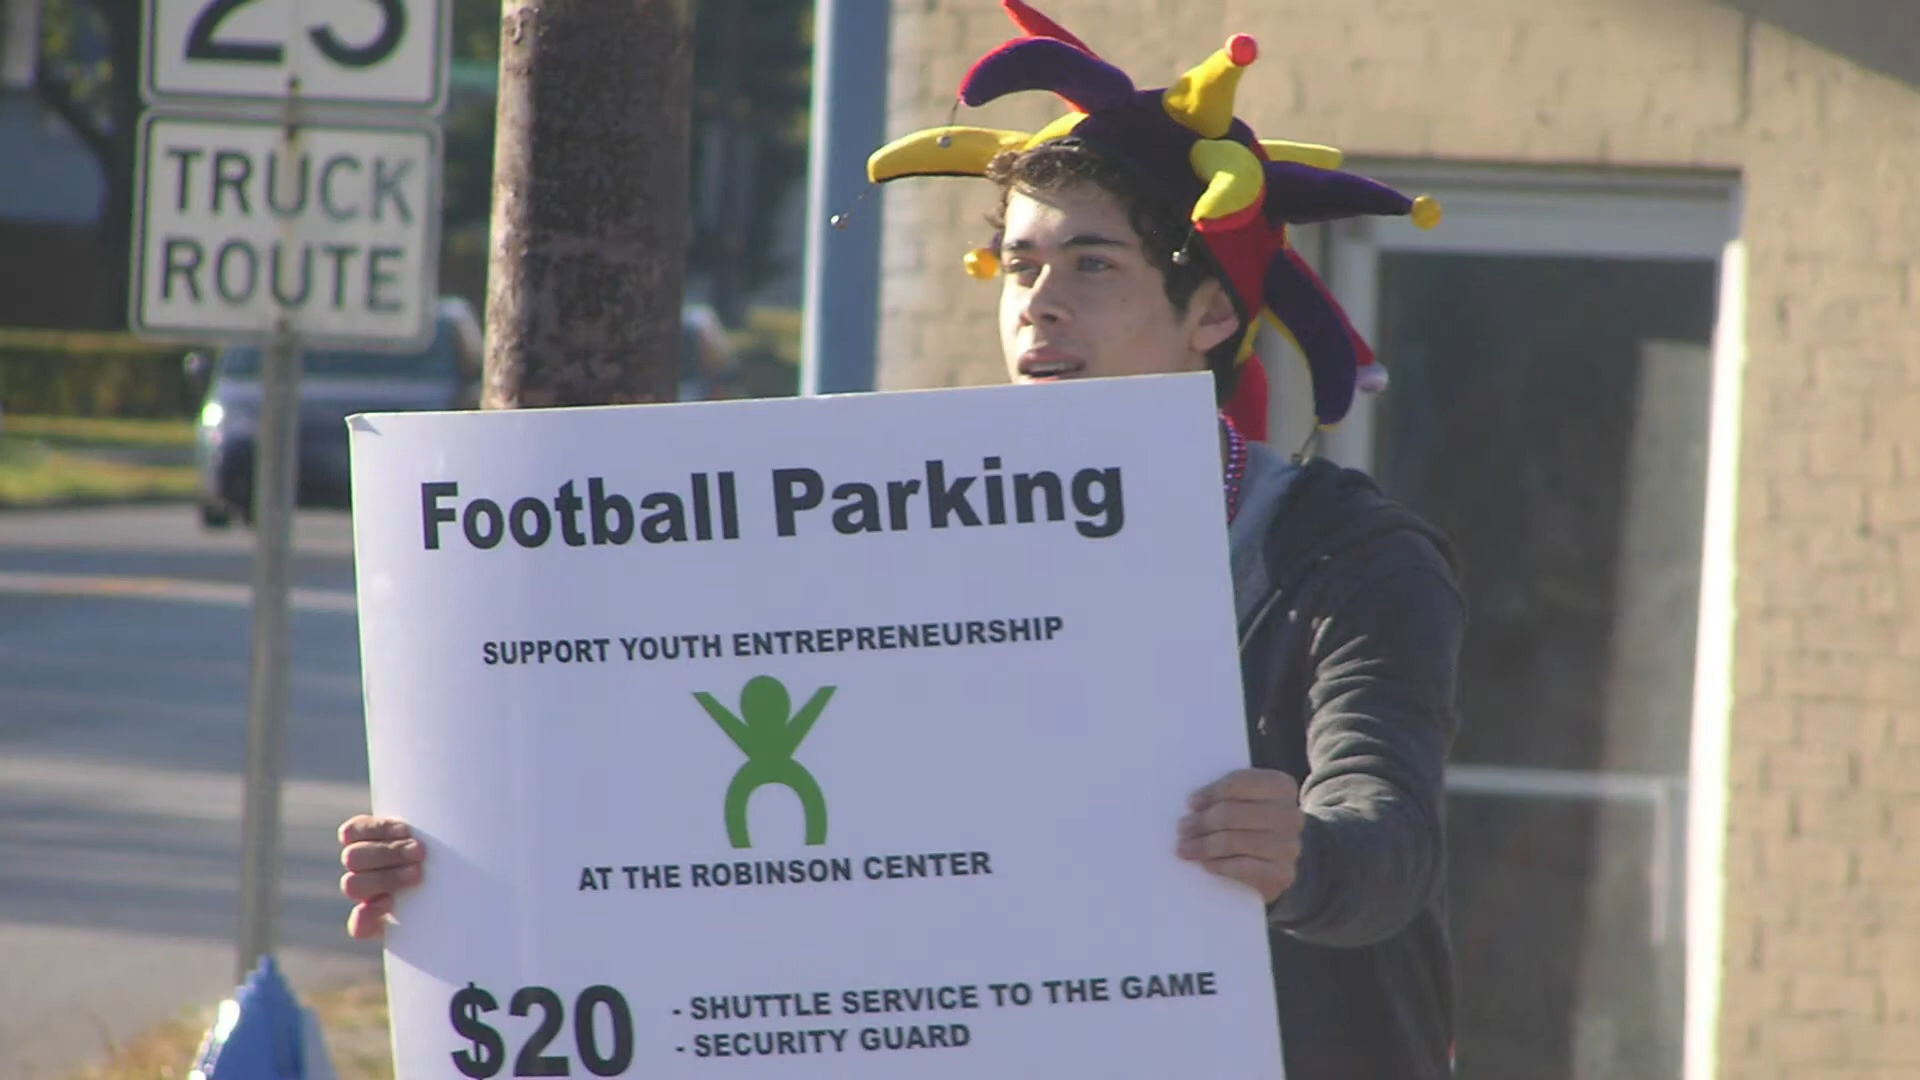 25
TRUCK
ROUTE
Football Parking
SUPPORT YOUTH ENTREPRENEURSHIP
AT THE ROBINSON CENTER
$20
- SHUTTLE SERVICE TO THE GAME
- SECURITY GUARD